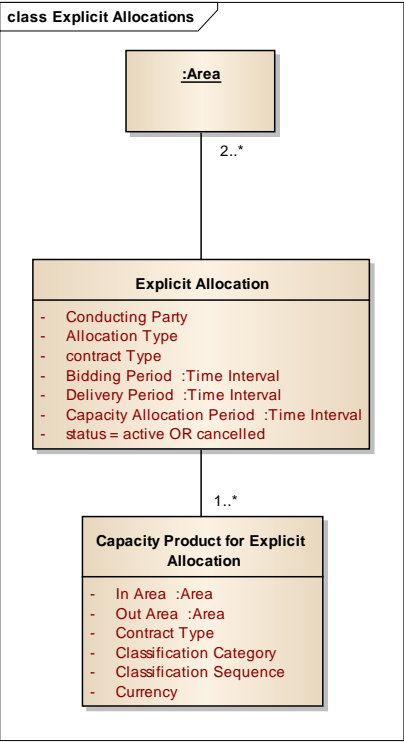 class Explicit Allocations
:Area
2..*
Explicit Allocation
- Conducting Party
- Allocation Type
- contract Type
- Bidding Period :Time Interval
- Delivery Period :Time Interval
- Capacity Allocation Period :Time Interval
- status = active OR cancelled
1..*
Capacity Product for Explicit
Allocation
- In Area :Area
- Out Area :Area
- Contract Type
- Classification Category
- Classification Sequence
- Currency